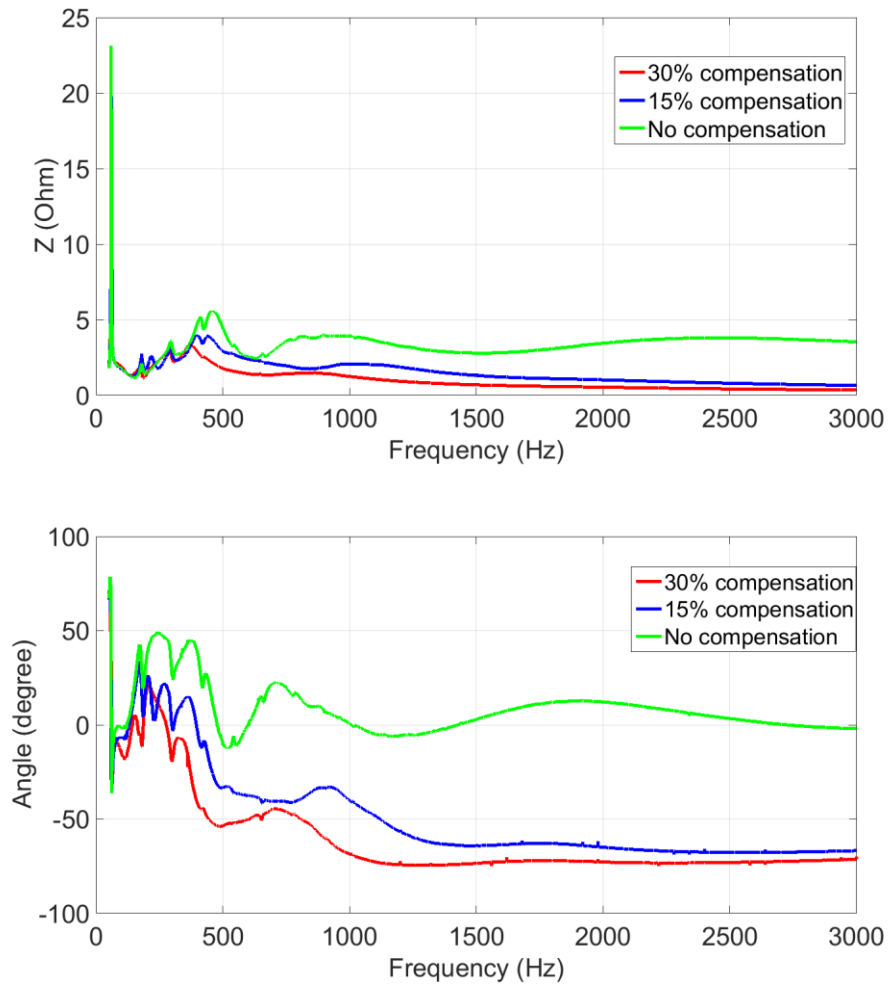 25
20
15
10
5
0
Z (Ohm)
30% compensation
15% compensation
No compensation
0 500 1000 1500 2000 2500 3000
Frequency (Hz)
100
50
0
-50
-100
Angle (degree)
30% compensation
15% compensation
No compensation
0 500 1000 1500 2000 2500 3000
Frequency (Hz)